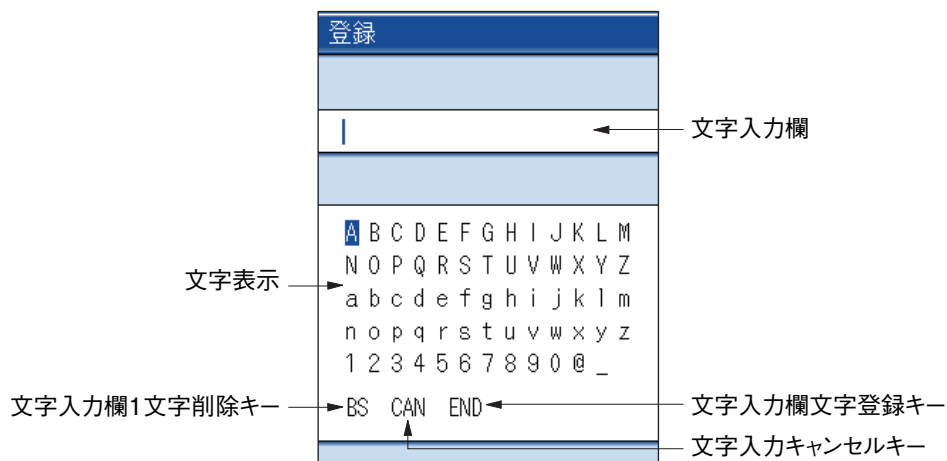 登録
文字入力欄
A B C D E F G H I J K L M
N O P Q R S T U V W X Y Z
文字表示
a b c d e f g h i j k l m
n o p q r s t u v w x y z
1 2 3 4 5 6 7 8 9 0 @ _
文字入力欄1文字削除キー
BS CAN END
文字入力欄文字登録キー
文字入力キャンセルキー